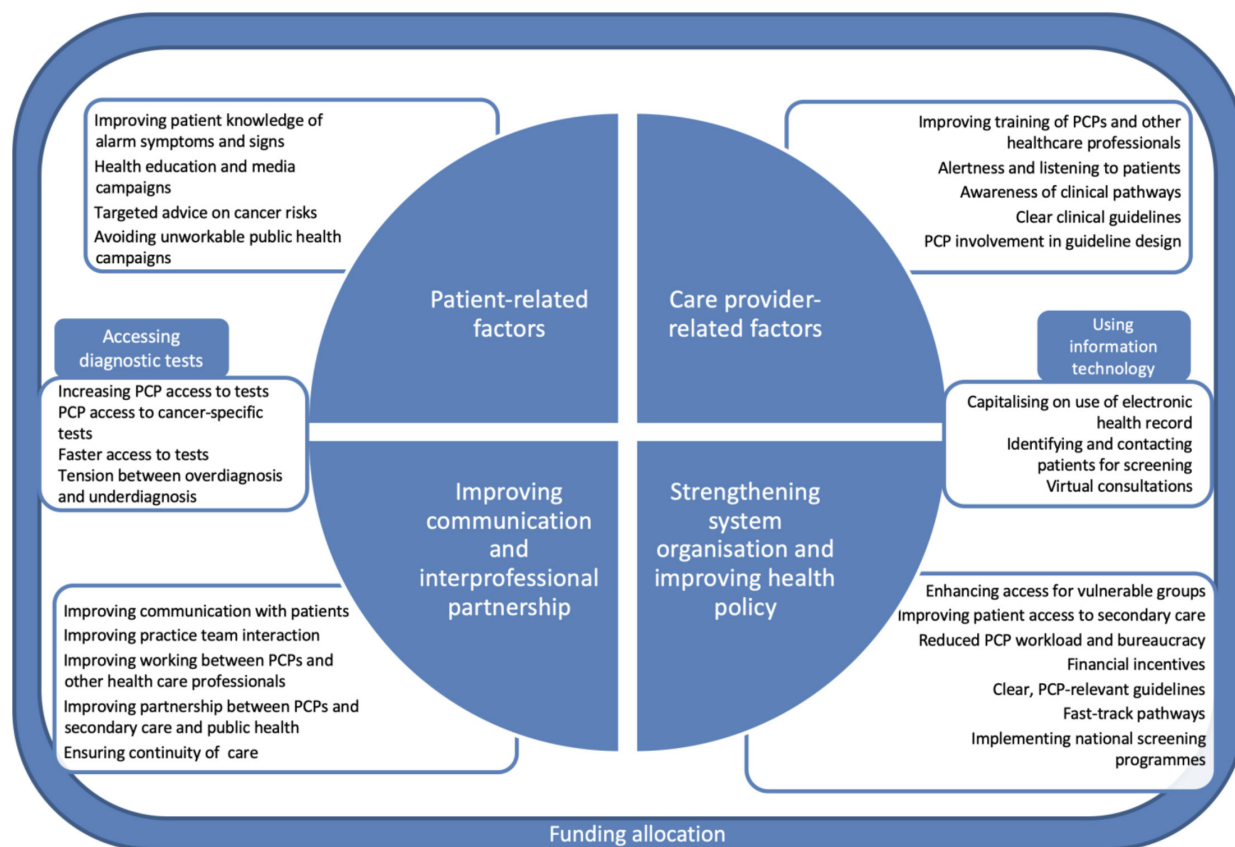 Improving patient knowledge of
alarm symptoms and signs
Health education and media
campaigns
Targeted advice on cancer risks
Avoiding unworkable public health
campaigns
Improving training of PCPs and other
healthcare professionals
Alertness and listening to patients
Awareness of clinical pathways
Clear clinical guidelines
PCP involvement in guideline design
Patient-related
factors
Care provider-
related factors
Accessing
diagnostic tests
Increasing PCP access to tests
PCP access to cancer-specific
tests
Faster access to tests
Tension between overdiagnosis
and underdiagnosis
Using
information
technology
Capitalising on use of electronic
health record
Identifying and contacting
patients for screening
Virtual consultations
Improving
communication
and
interprofessional
partnership
Strengthening
system
organisation and
improving health
policy
Improving communication with patients
Improving practice team interaction
Improving working between PCPs and
other health care professionals
Improving partnership between PCPs and
secondary care and public health
Ensuring continuity of care
Enhancing access for vulnerable groups
Improving patient access to secondary care
Reduced PCP workload and bureaucracy
Financial incentives
Clear, PCP-relevant guidelines
Fast-track pathways
Implementing national screening
programmes
Funding allocation